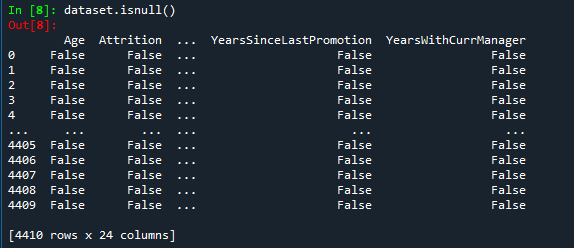 In [8]: dataset.isnull()
Out[8]:
Age Attrition ... YearsSinceLastPromotion YearsWithCurrManager
0 False False ... False False
1 False False ... False False
2 False False ... False False
3 False False ... False False
4 False False ... False False
... ... ... ... ... ...
4405 False False ... False False
4406 False False ... False False
4407 False False ... False False
4408 False False ... False False
4409 False False ... False False
[4410 rows x 24 columns]